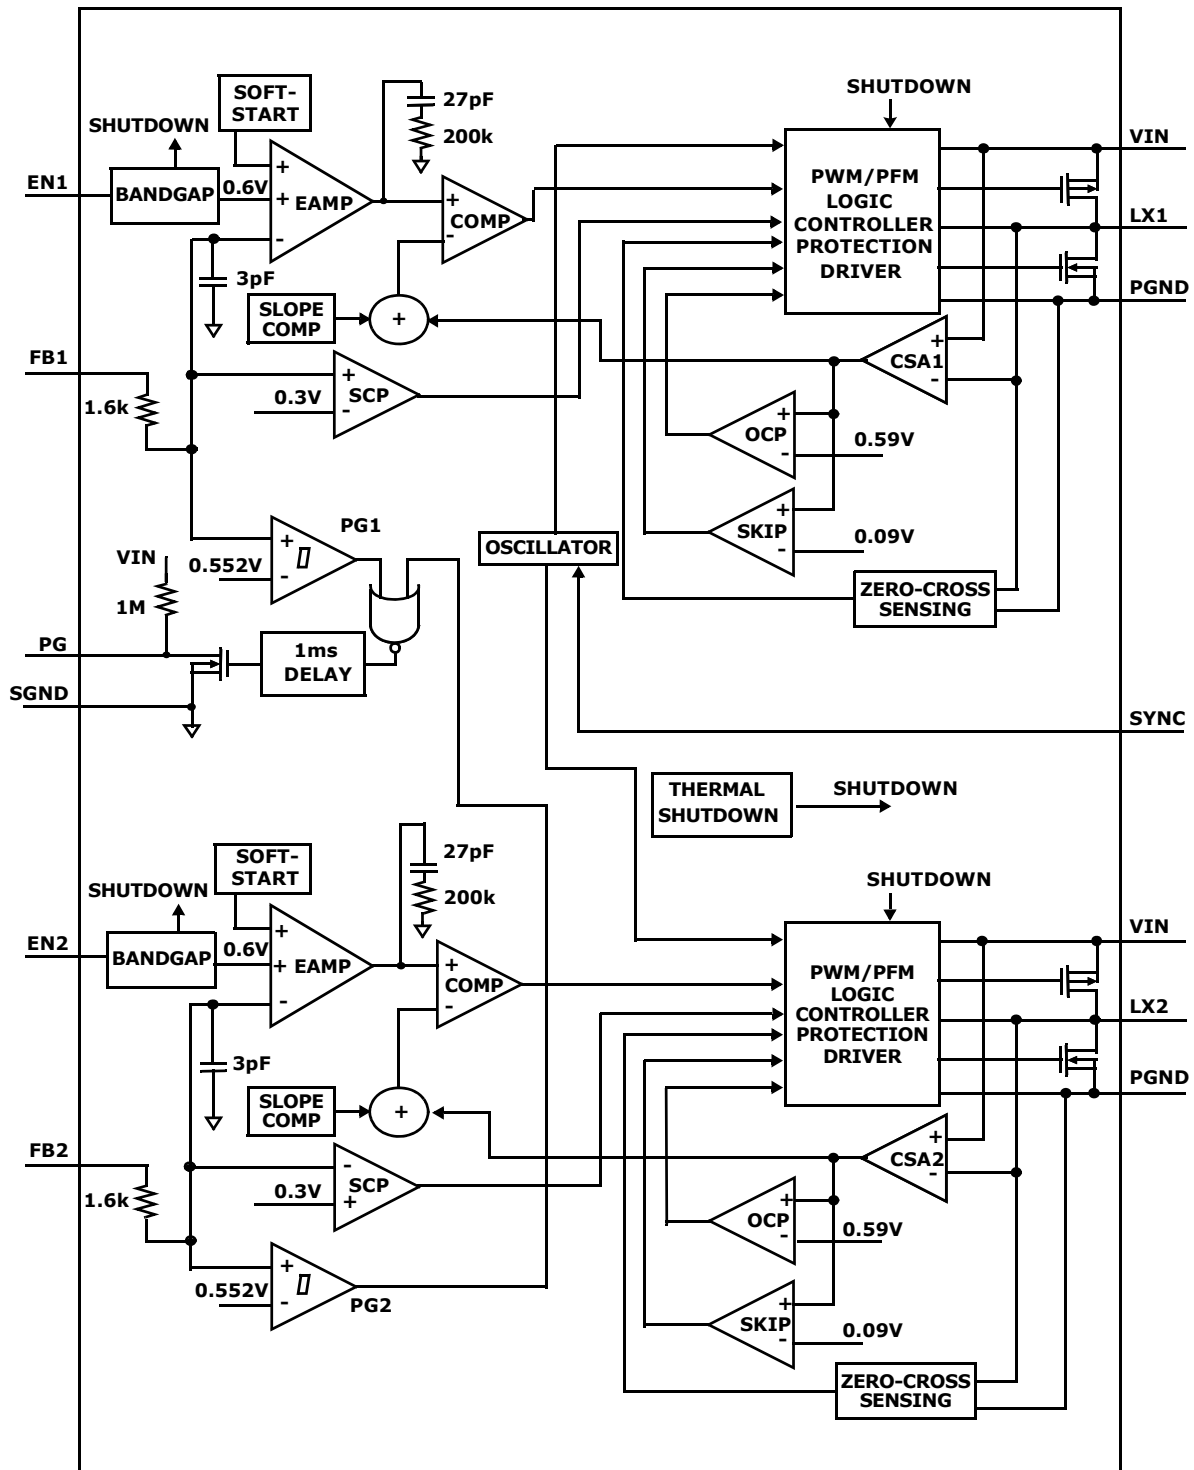 SHUTDOWN
SOFT-
START
27pF
200k
SHUTDOWN
VIN
EN1
BANDGAP
0.6V
+
+
-
EAMP
+
-
COMP
PWM/PFM
LOGIC
CONTROLLER
PROTECTION
DRIVER
LX1
3pF
SLOPE
COMP
+
PGND
FB1
1.6k
+
-
SCP
0.3V
+
-
CSA1
+
-
OCP
0.59V
+
-
SKIP
0.09V
PG1
VIN
0.552V
+
-
OSCILLATOR
1M
ZERO-CROSS
SENSING
PG
1ms
DELAY
SGND
SYNC
THERMAL
SHUTDOWN
SHUTDOWN
SOFT-
START
27pF
200k
SHUTDOWN
SHUTDOWN
VIN
EN2
BANDGAP
0.6V
+
+
-
EAMP
+
-
COMP
PWM/PFM
LOGIC
CONTROLLER
PROTECTION
DRIVER
LX2
3pF
SLOPE
COMP
+
PGND
FB2
1.6k
-
+
SCP
0.3V
+
-
CSA2
+
-
OCP
0.59V
0.552V
+
-
PG2
+
-
SKIP
0.09V
ZERO-CROSS
SENSING